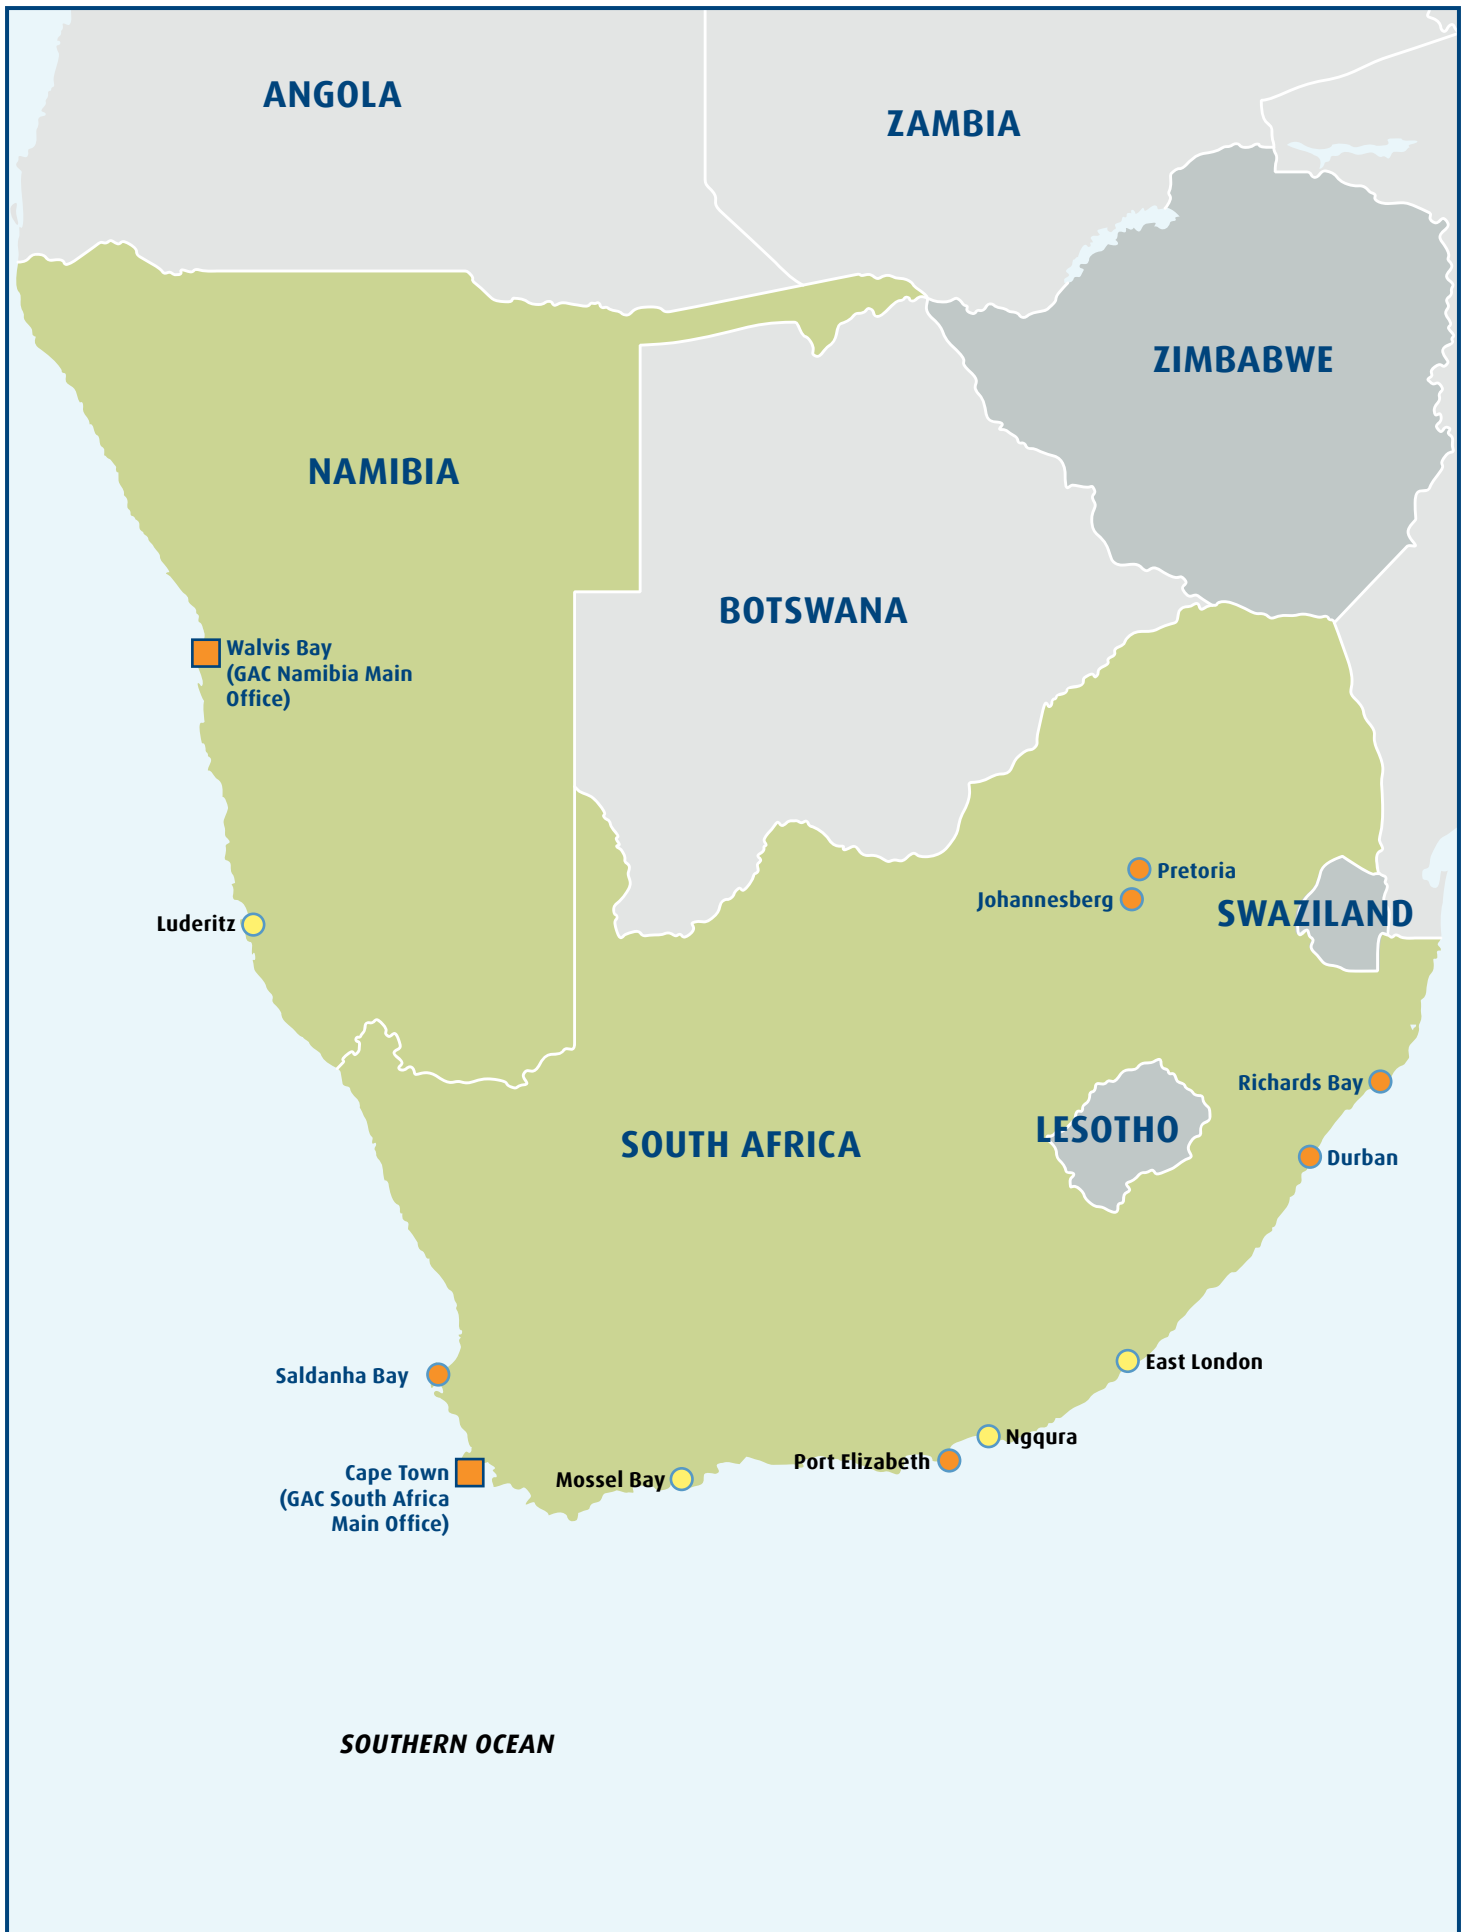 ANGOLA
ZAMBIA
ZIMBABWE
NAMIBIA
BOTSWANA
Walvis Bay
(GAC Namibia Main
Office)
Pretoria
Johannesberg
SWAZILAND
Luderitz
Richards Bay
LESOTHO
SOUTH AFRICA
Durban
East London
Saldanha Bay
Ngqura
Port Elizabeth
Cape Town
(GAC South Africa
Main Office)
Mossel Bay
SOUTHERN OCEAN